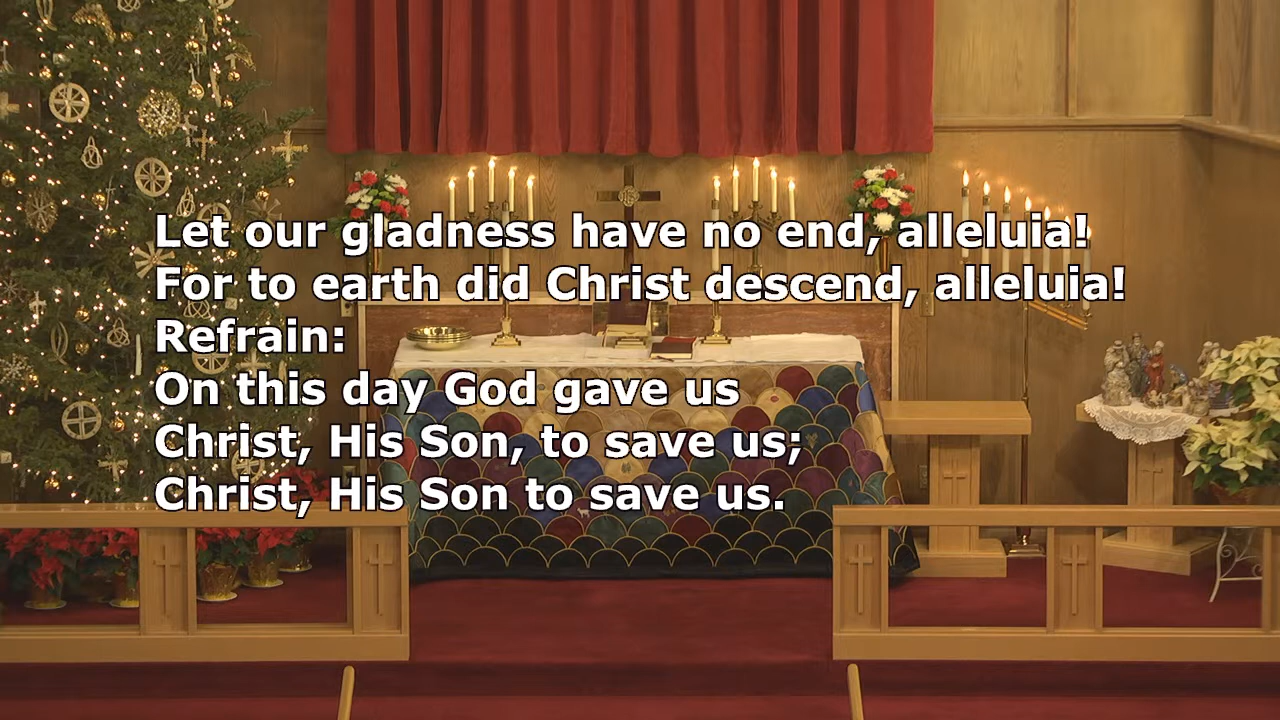 Let our gladness have no end, alleluia!
For to earth did Christ descend, alleluia!
Refrain:
On this day God gave us
Christ, His Son, to save us;
Christ, His Son to save us.